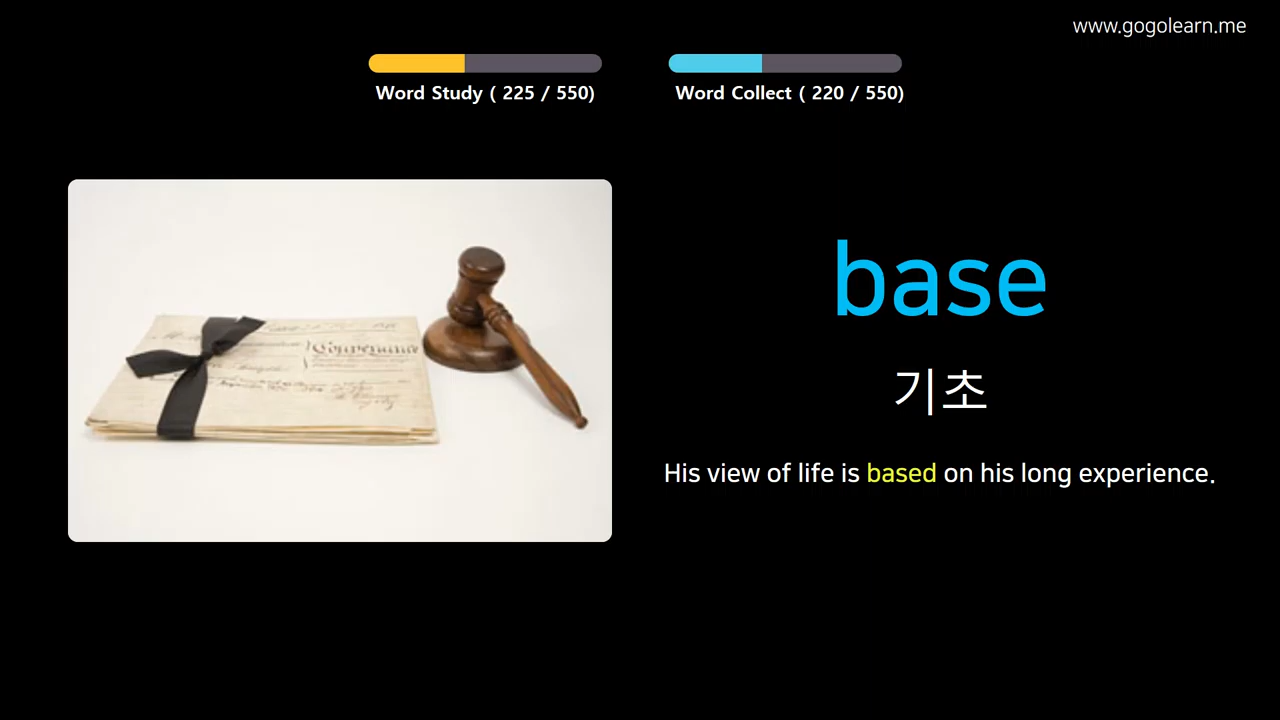 www.gogolearn.me
Word Study ( 225 / 550)
Word Collect ( 220 / 550)
base
기초
His view of life is based on his long experience.
Conveyance